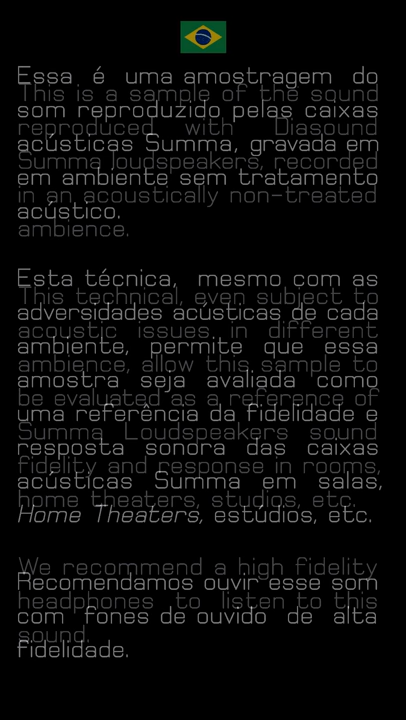 Essa é uma amostragem do
This is a sample of the sound
som reproduzido pelas caixas
reproduced with Diasound
acústicas Summa, gravada em
Summa loudspeakers, recorded
em ambiente sem tratamento
in an acoustically non-treated
acústico.
ambience.
Esta técnica, mesmo com as
This technical, even subject to
adversidades acústicas de cada
acoustic issues in different
ambiente, permite que essa
ambience, allow this sample to
amostra seja avaliada como
be evaluated as a reference of
uma referência da fidelidade e
Summa Loudspeakers sound
resposta sonora das caixas
fidelity and response in rooms,
acústicas Summa em salas,
home theaters, studios, etc.
Home Theaters, estúdios, etc.
We recommend a high fidelity
Recomendamos ouvir esse som
headphones to listen to this
com fones de ouvido de alta
sound.
fidelidade.